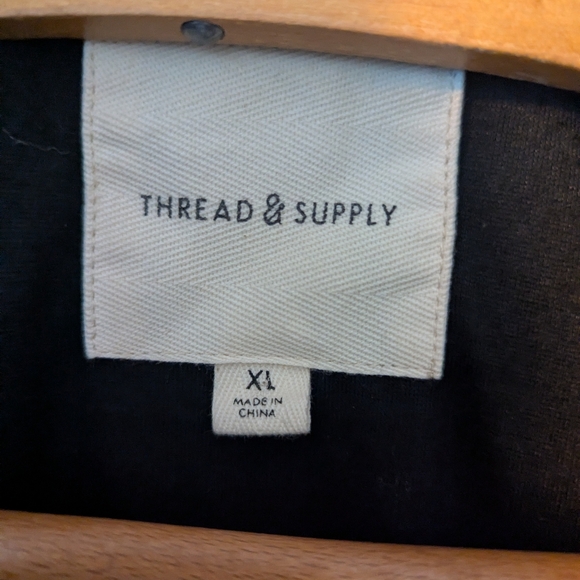 THREAD & SUPPLY
XL
MADE IN
CHINA